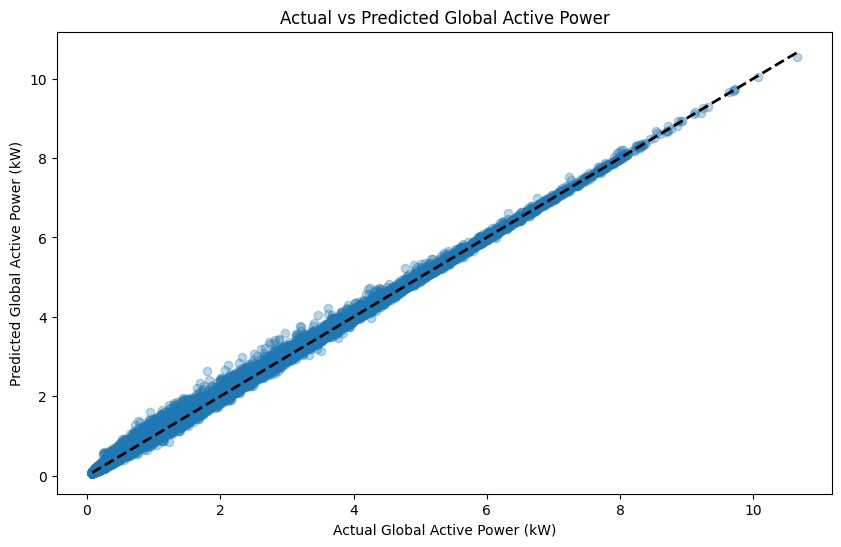 Actual vs Predicted Global Active Power
Predicted Global Active Power (kW)
10
8
6
4
2
0
0 2 4 6 8 10
Actual Global Active Power (kW)